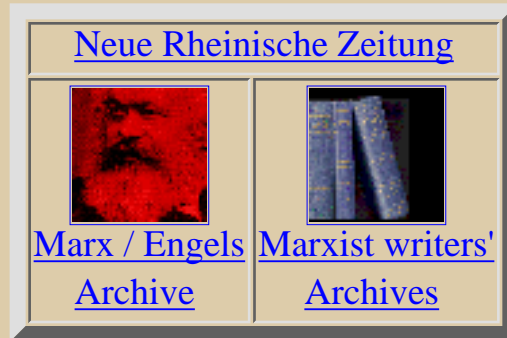 Neue Rheinische Zeitung
Marx / Engels
Archive
Marxist writers'
Archives